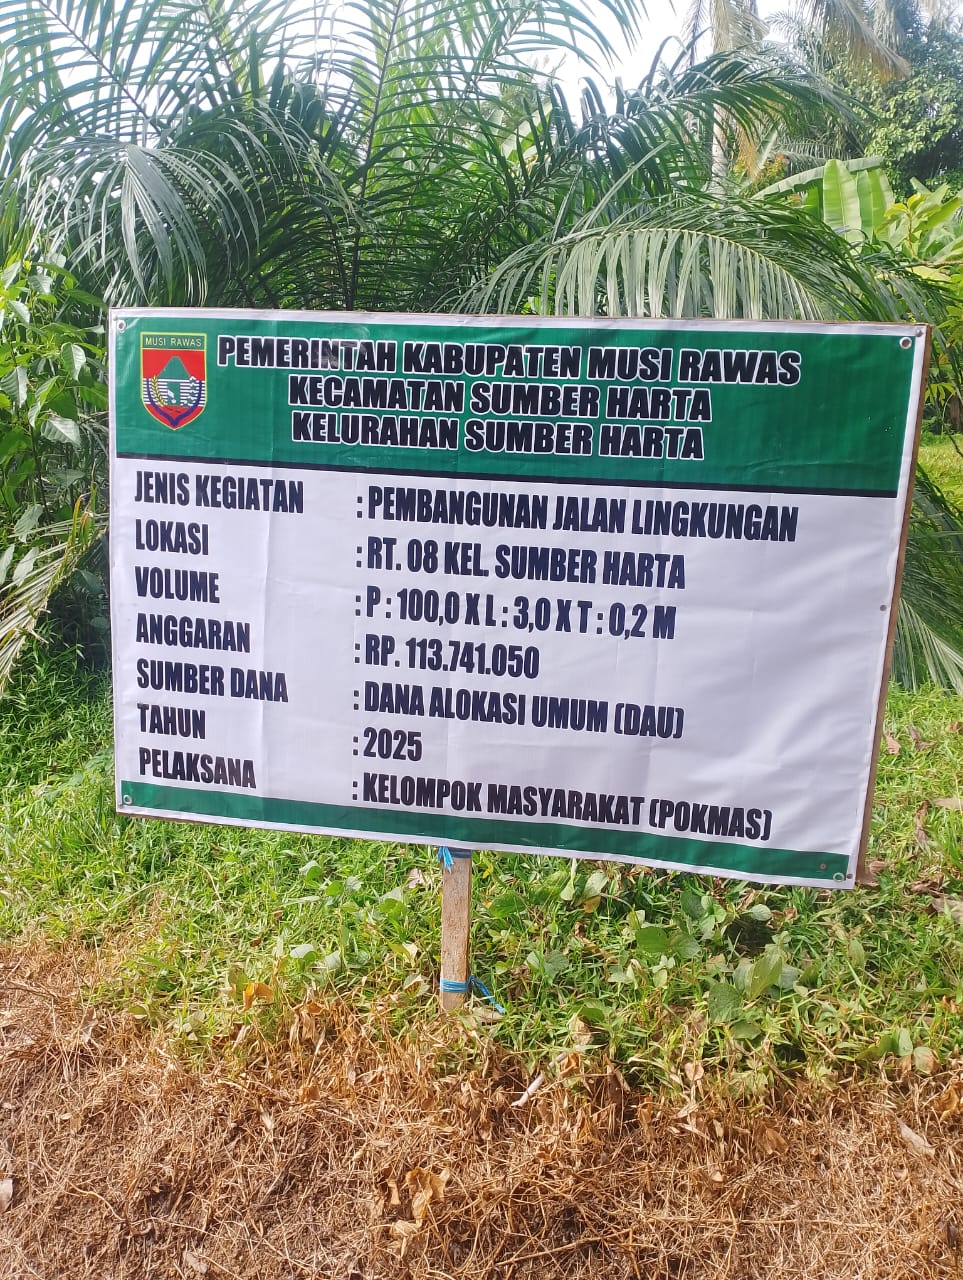 MUSI RAWAS
PEMERINTAH KABUPATEN MUSI RAWAS
KECAMATAN SUMBER HARTA
KELURAHAN SUMBER HARTA
JENIS KEGIATAN : PEMBANGUNAN JALAN LINGKUNGAN
LOKASI : RT. 08 KEL. SUMBER HARTA
VOLUME : P : 100,0 X L : 3,0 X T : 0,2 M
ANGGARAN : RP. 113.741.050
SUMBER DANA : DANA ALOKASI UMUM (DAU)
TAHUN : 2025
PELAKSANA : KELOMPOK MASYARAKAT (POKMAS)